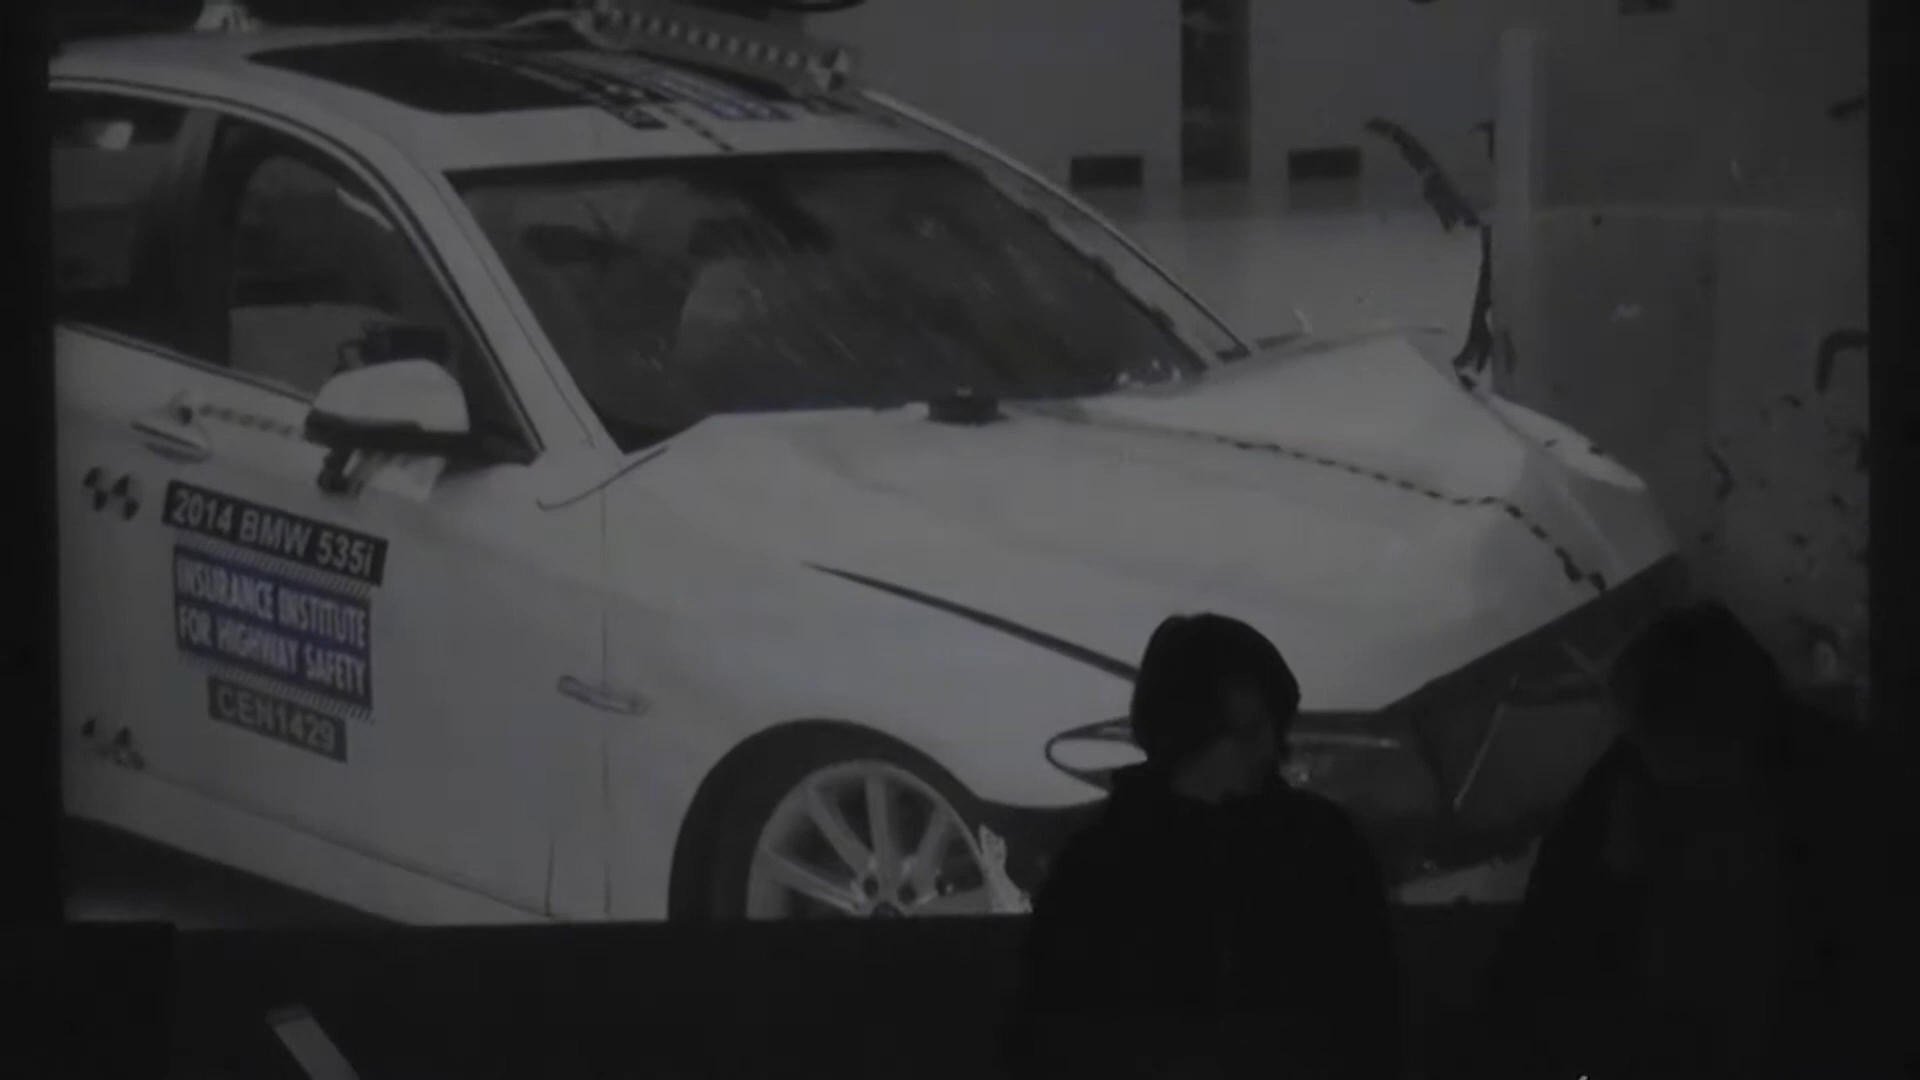 2014 BMW 535i
INSURANCE INSTITUTE
FOR HIGHWAY SAFETY
CEN1429